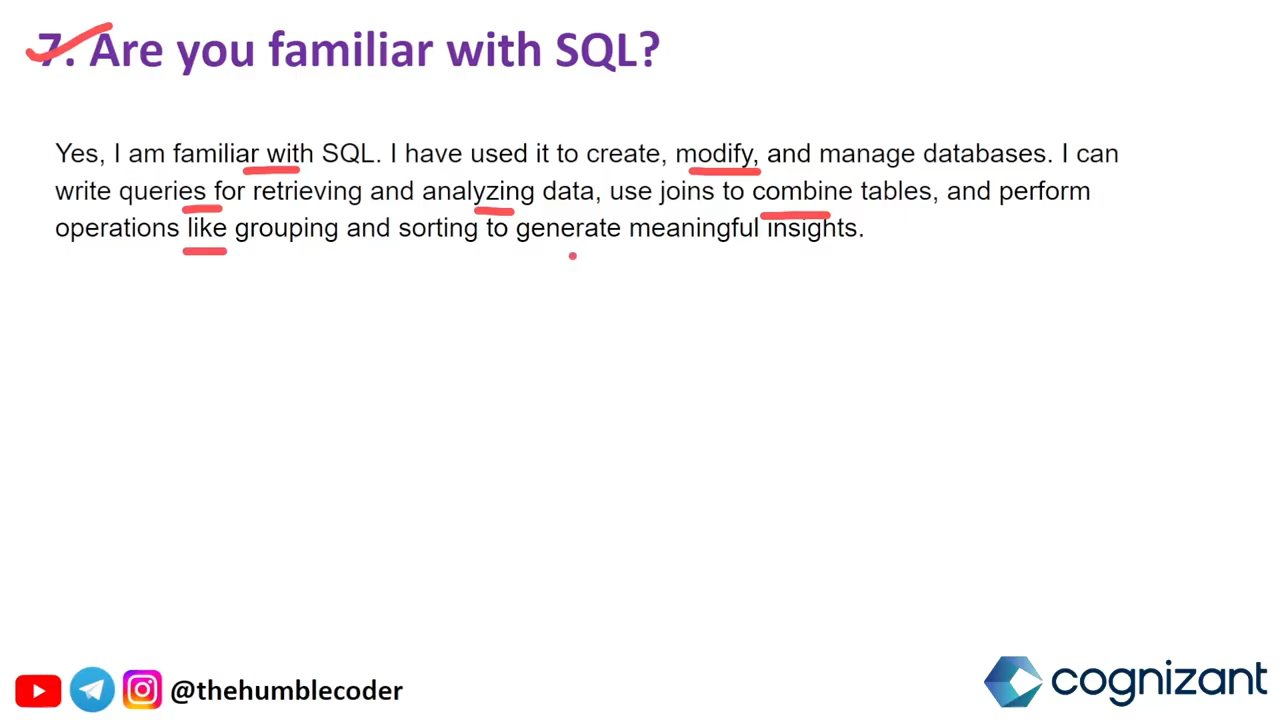 7. Are you familiar with SQL?
Yes, I am familiar with SQL. I have used it to create, modify, and manage databases. I can
write queries for retrieving and analyzing data, use joins to combine tables, and perform
operations like grouping and sorting to generate meaningful insights.
@thehumblecoder
cognizant